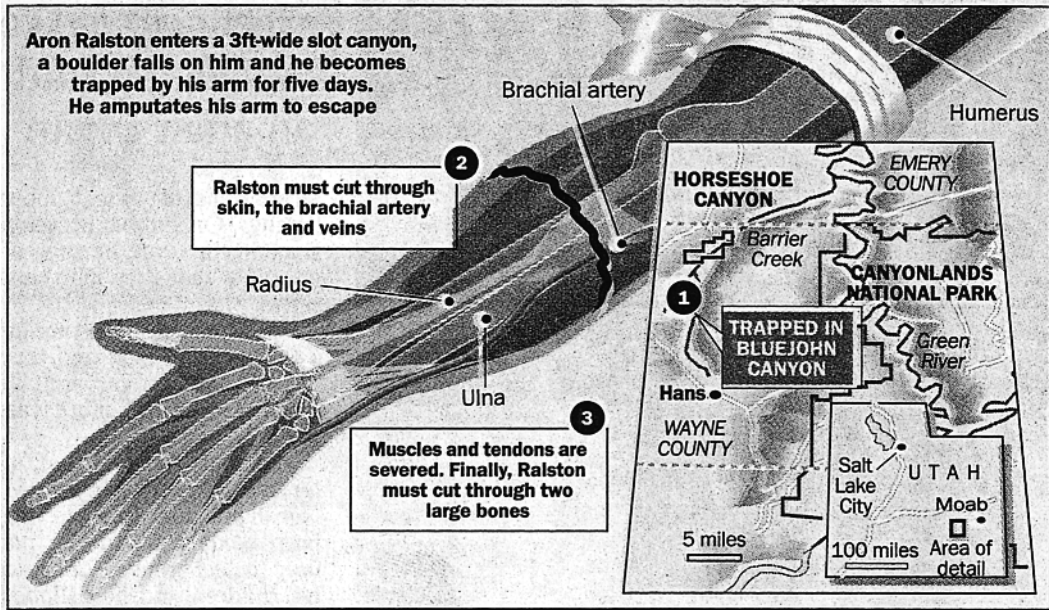 Aron Ralston enters a 3ft-wide slot canyon,
a boulder falls on him and he becomes
trapped by his arm for five days.
He amputates his arm to escape
Brachial artery
Humerus
2
Ralston must cut through
skin, the brachial artery
and veins
Radius
Ulna
3
Muscles and tendons are
severed. Finally, Ralston
must cut through two
large bones
HORSESHOE
CANYON
EMERY
COUNTY
Barrier
Creek
CANYONLANDS
NATIONAL PARK
1
TRAPPED IN
BLUEJOHN
CANYON
Green
River
Hans
WAYNE
COUNTY
5 miles
Salt
Lake
City
UTAH
Moab
100 miles
Area of
detail